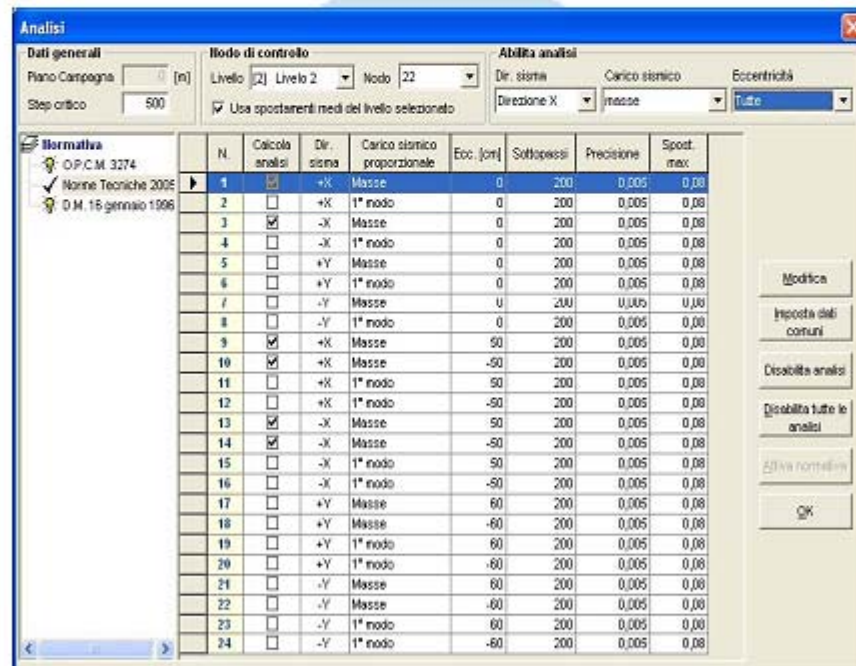 Analisi
Dati generali
Piano Campagna 0 [m]
Step critico 500
Nodo di controllo
Livello [2] Livelo 2 Nodo 22
Usa spostamenti medi del livello selezionato
Abilita analisi
Dir. sisma Carico sismico Eccentricità
Direzione X masse Tutte
Normativa
O.P.C.M. 3274
Norme Tecniche 2005
D.M. 16 gennaio 1996
N. Calcola analisi Dir. sisma Carico sismico proporzionale Ecc. [cm] Sottopassi Precisione Spost. max
1 +X Masse 0 200 0,005 0,08
2 +X 1° modo 0 200 0,005 0,08
3 -X Masse 0 200 0,005 0,08
4 -X 1° modo 0 200 0,005 0,08
5 +Y Masse 0 200 0,005 0,08
6 +Y 1° modo 0 200 0,005 0,08
7 -Y Masse 0 200 0,005 0,08
8 -Y 1° modo 0 200 0,005 0,08
9 +X Masse 50 200 0,005 0,08
10 +X Masse -50 200 0,005 0,08
11 +X 1° modo 50 200 0,005 0,08
12 +X 1° modo -50 200 0,005 0,08
13 -X Masse 50 200 0,005 0,08
14 -X Masse -50 200 0,005 0,08
15 -X 1° modo 50 200 0,005 0,08
16 -X 1° modo -50 200 0,005 0,08
17 +Y Masse 60 200 0,005 0,08
18 +Y Masse -60 200 0,005 0,08
19 +Y 1° modo 60 200 0,005 0,08
20 +Y 1° modo -60 200 0,005 0,08
21 -Y Masse 60 200 0,005 0,08
22 -Y Masse -60 200 0,005 0,08
23 -Y 1° modo 60 200 0,005 0,08
24 -Y 1° modo -60 200 0,005 0,08
Modifica
Imposta dati
comuni
Disabilita analisi
Disabilita tutte le
analisi
Attiva normativa
OK